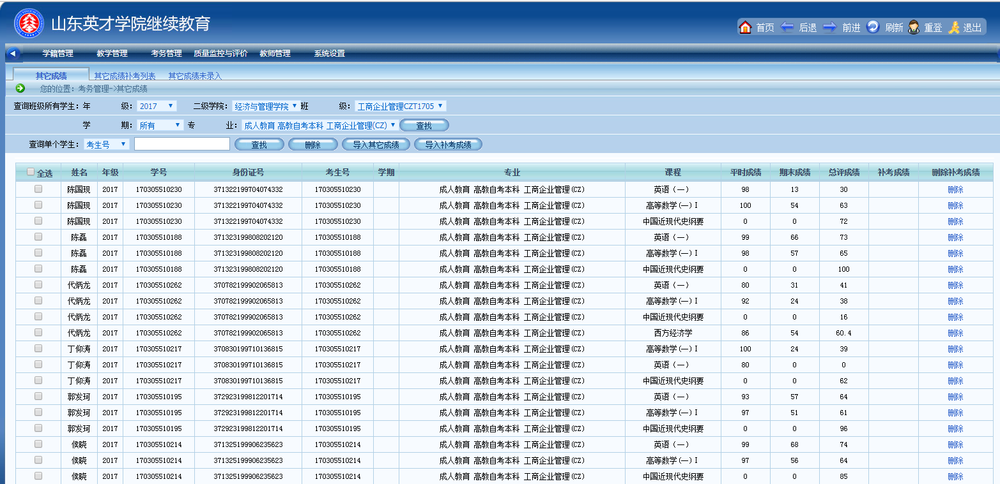 山东英才学院继续教育
首页 后退 前进 刷新 重登 退出
学籍管理 教学管理 考务管理 质量监控与评价 教师管理 系统设置
其它成绩 其它成绩补考列表 其它成绩未录入
您的位置：考务管理->其它成绩
查询班级所有学生：年 级： 2017 二级学院： 经济与管理学院 班 级： 工商企业管理CZT1705
学 期： 所有 专 业： 成人教育 高教自考本科 工商企业管理(CZ) 查找
查询单个学生： 考生号 查找 删除 导入其它成绩 导入补考成绩
全选 姓名 年级 学号 身份证号 考生号 学期 专业 课程 平时成绩 期末成绩 总评成绩 补考成绩 删除补考成绩
陈国现 2017 170305510230 371322199704074332 170305510230 成人教育 高教自考本科 工商企业管理(CZ) 英语（一） 98 13 30 删除
陈国现 2017 170305510230 371322199704074332 170305510230 成人教育 高教自考本科 工商企业管理(CZ) 高等数学(一)I 100 54 63 删除
陈国现 2017 170305510230 371322199704074332 170305510230 成人教育 高教自考本科 工商企业管理(CZ) 中国近现代史纲要 0 0 72 删除
陈磊 2017 170305510188 371323199808202120 170305510188 成人教育 高教自考本科 工商企业管理(CZ) 英语（一） 99 66 73 删除
陈磊 2017 170305510188 371323199808202120 170305510188 成人教育 高教自考本科 工商企业管理(CZ) 高等数学(一)I 98 57 65 删除
陈磊 2017 170305510188 371323199808202120 170305510188 成人教育 高教自考本科 工商企业管理(CZ) 中国近现代史纲要 0 0 100 删除
代炳龙 2017 170305510262 370782199902065813 170305510262 成人教育 高教自考本科 工商企业管理(CZ) 英语（一） 80 31 41 删除
代炳龙 2017 170305510262 370782199902065813 170305510262 成人教育 高教自考本科 工商企业管理(CZ) 高等数学(一)I 92 24 38 删除
代炳龙 2017 170305510262 370782199902065813 170305510262 成人教育 高教自考本科 工商企业管理(CZ) 中国近现代史纲要 0 0 16 删除
代炳龙 2017 170305510262 370782199902065813 170305510262 成人教育 高教自考本科 工商企业管理(CZ) 西方经济学 86 54 60.4 删除
丁仰涛 2017 170305510217 370830199710136815 170305510217 成人教育 高教自考本科 工商企业管理(CZ) 高等数学(一)I 100 24 39 删除
丁仰涛 2017 170305510217 370830199710136815 170305510217 成人教育 高教自考本科 工商企业管理(CZ) 英语（一） 80 0 0 删除
丁仰涛 2017 170305510217 370830199710136815 170305510217 成人教育 高教自考本科 工商企业管理(CZ) 中国近现代史纲要 0 0 62 删除
郭发珂 2017 170305510195 372923199812201714 170305510195 成人教育 高教自考本科 工商企业管理(CZ) 英语（一） 93 57 64 删除
郭发珂 2017 170305510195 372923199812201714 170305510195 成人教育 高教自考本科 工商企业管理(CZ) 高等数学(一)I 97 51 61 删除
郭发珂 2017 170305510195 372923199812201714 170305510195 成人教育 高教自考本科 工商企业管理(CZ) 中国近现代史纲要 0 0 96 删除
侯晓 2017 170305510214 371325199906235623 170305510214 成人教育 高教自考本科 工商企业管理(CZ) 英语（一） 99 68 74 删除
侯晓 2017 170305510214 371325199906235623 170305510214 成人教育 高教自考本科 工商企业管理(CZ) 高等数学(一)I 97 56 64 删除
侯晓 2017 170305510214 371325199906235623 170305510214 成人教育 高教自考本科 工商企业管理(CZ) 中国近现代史纲要 0 0 85 删除